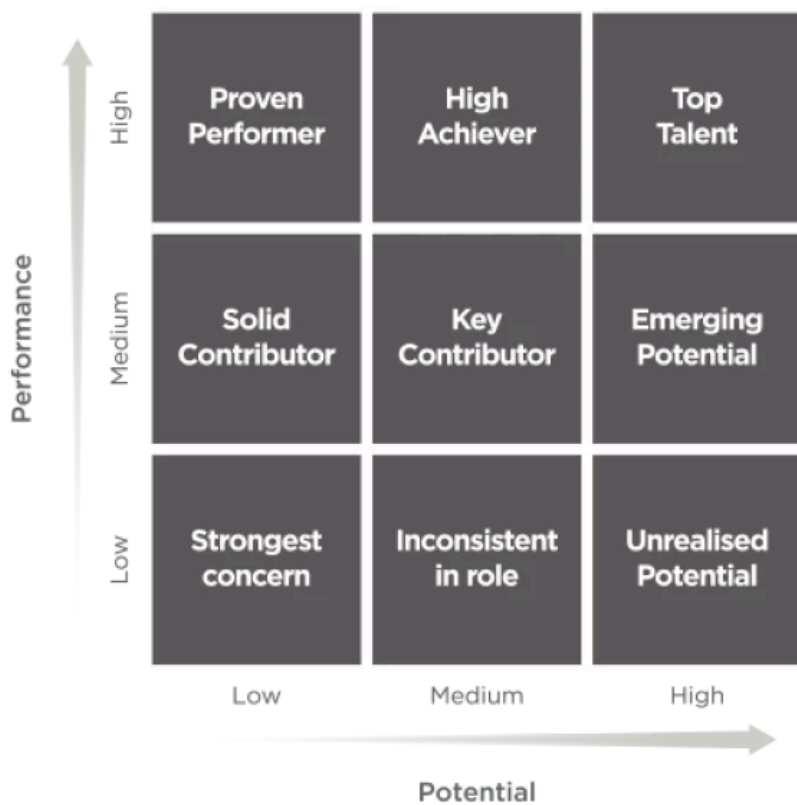 High
Proven
Performer
High
Achiever
Top
Talent
Performance
Medium
Solid
Contributor
Key
Contributor
Emerging
Potential
Low
Strongest
concern
Inconsistent
in role
Unrealised
Potential
Low
Medium
High
Potential